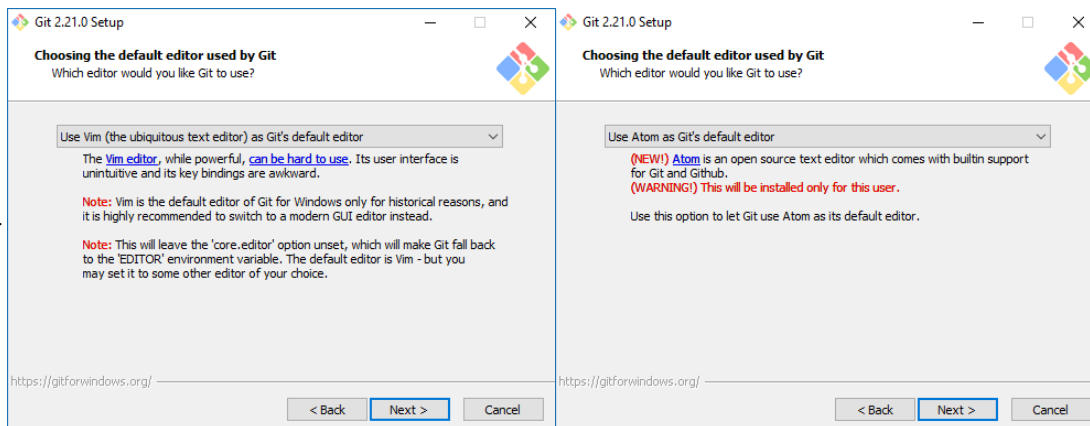 Git 2.21.0 Setup
Choosing the default editor used by Git
Which editor would you like Git to use?
Use Vim (the ubiquitous text editor) as Git's default editor
The Vim editor, while powerful, can be hard to use. Its user interface is
unintuitive and its key bindings are awkward.
Note: Vim is the default editor of Git for Windows only for historical reasons, and
it is highly recommended to switch to a modern GUI editor instead.
Note: This will leave the 'core.editor' option unset, which will make Git fall back
to the 'EDITOR' environment variable. The default editor is Vim - but you
may set it to some other editor of your choice.
https://gitforwindows.org/
< Back Next > Cancel
Git 2.21.0 Setup
Choosing the default editor used by Git
Which editor would you like Git to use?
Use Atom as Git's default editor
(NEW!) Atom is an open source text editor which comes with builtin support
for Git and Github.
(WARNING!) This will be installed only for this user.
Use this option to let Git use Atom as its default editor.
https://gitforwindows.org/
< Back Next > Cancel